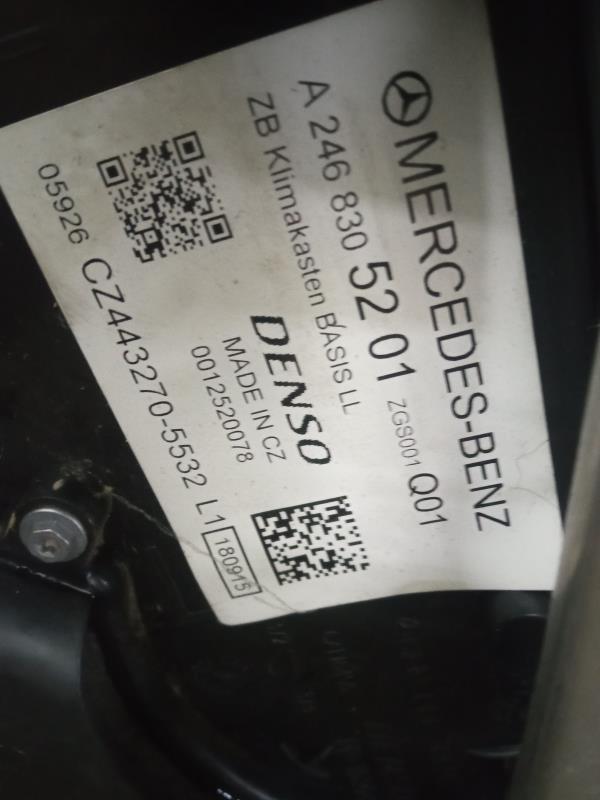 MERCEDES-BENZ
A 246 830 52 01 ZGS001 Q01
ZB Klimakasten BASIS LL
DENSO
MADE IN CZ
0012520078
05926 CZ443270-5532 L1 180915